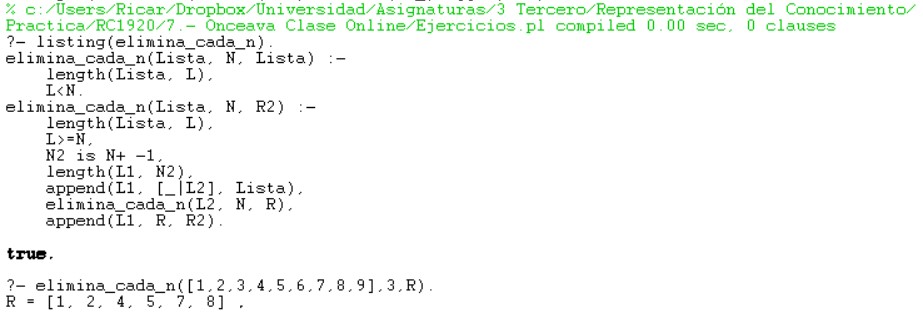 % c:/Users/Ricar/Dropbox/Universidad/Asignaturas/3 Tercero/Representación del Conocimiento/
Practica/RC1920/7.- Onceava Clase Online/Ejercicios.pl compiled 0.00 sec, 0 clauses
?- listing(elimina_cada_n).
elimina_cada_n(Lista, N, Lista) :-
    length(Lista, L),
    L<N.
elimina_cada_n(Lista, N, R2) :-
    length(Lista, L),
    L>=N,
    N2 is N+ -1,
    length(L1, N2),
    append(L1, [_|L2], Lista),
    elimina_cada_n(L2, N, R),
    append(L1, R, R2).
true.
?- elimina_cada_n([1,2,3,4,5,6,7,8,9],3,R).
R = [1, 2, 4, 5, 7, 8] .